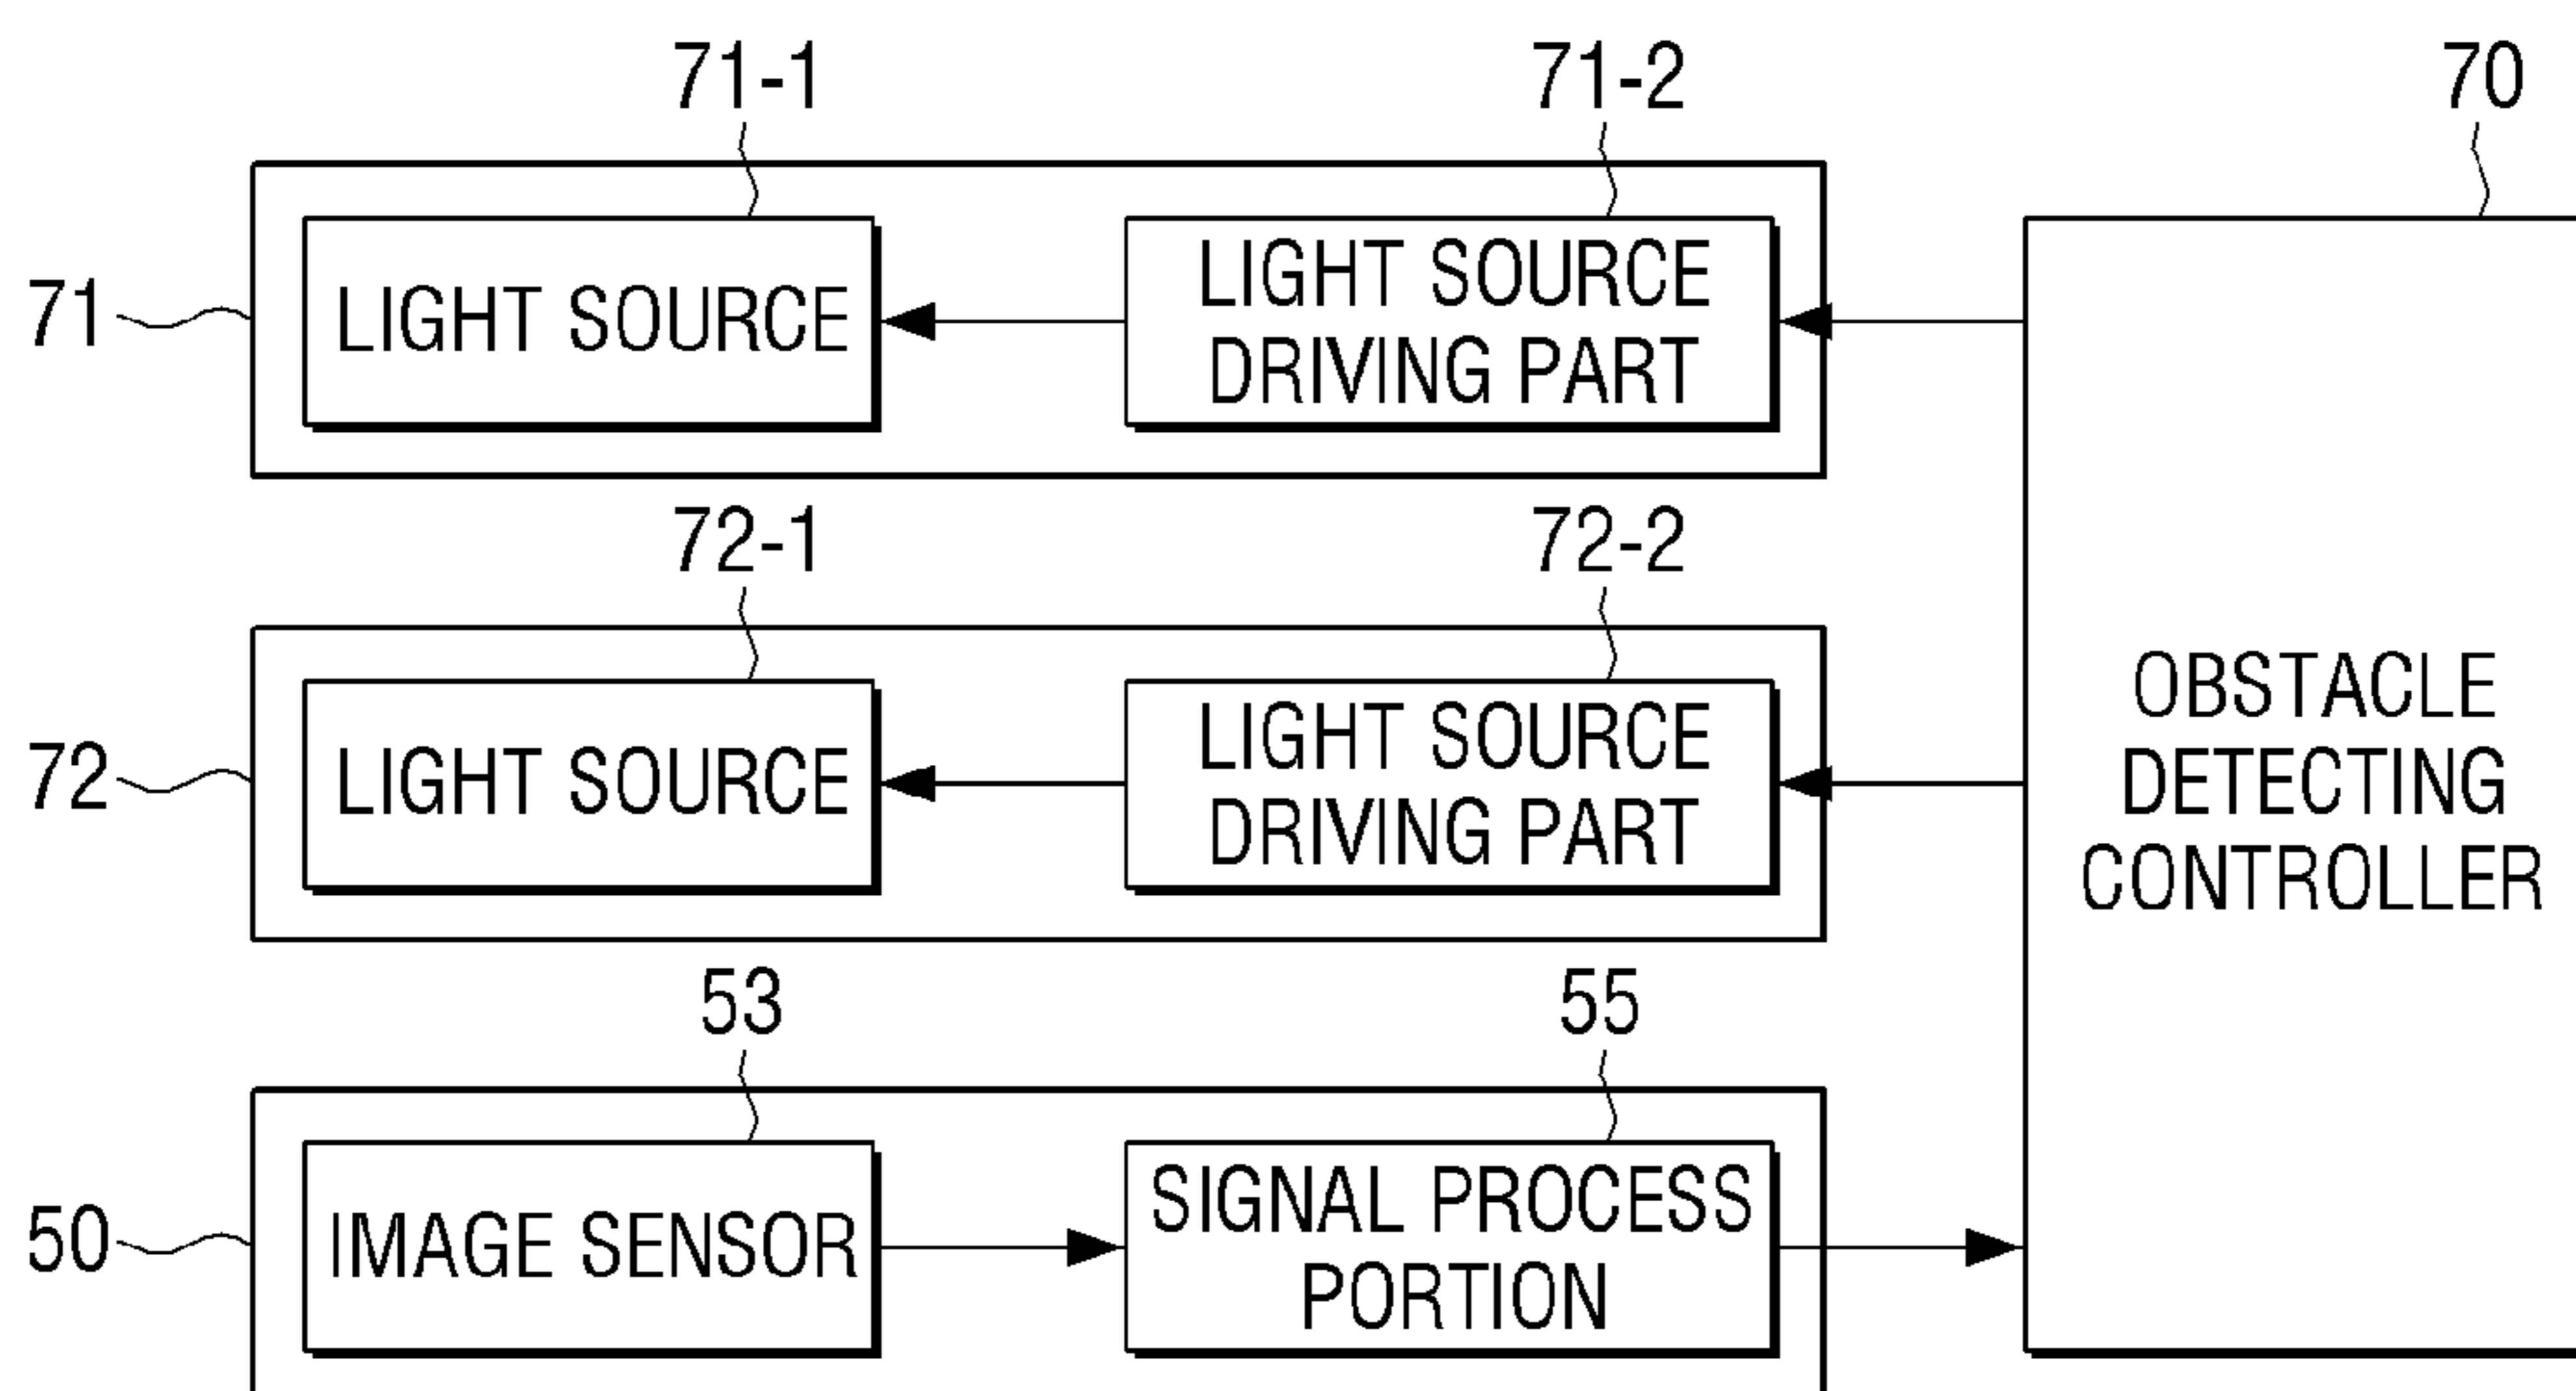 71-1 71-2 70
71
LIGHT SOURCE
LIGHT SOURCE
DRIVING PART
72-1 72-2
72
LIGHT SOURCE
LIGHT SOURCE
DRIVING PART
OBSTACLE
DETECTING
CONTROLLER
53 55
50
IMAGE SENSOR
SIGNAL PROCESS
PORTION